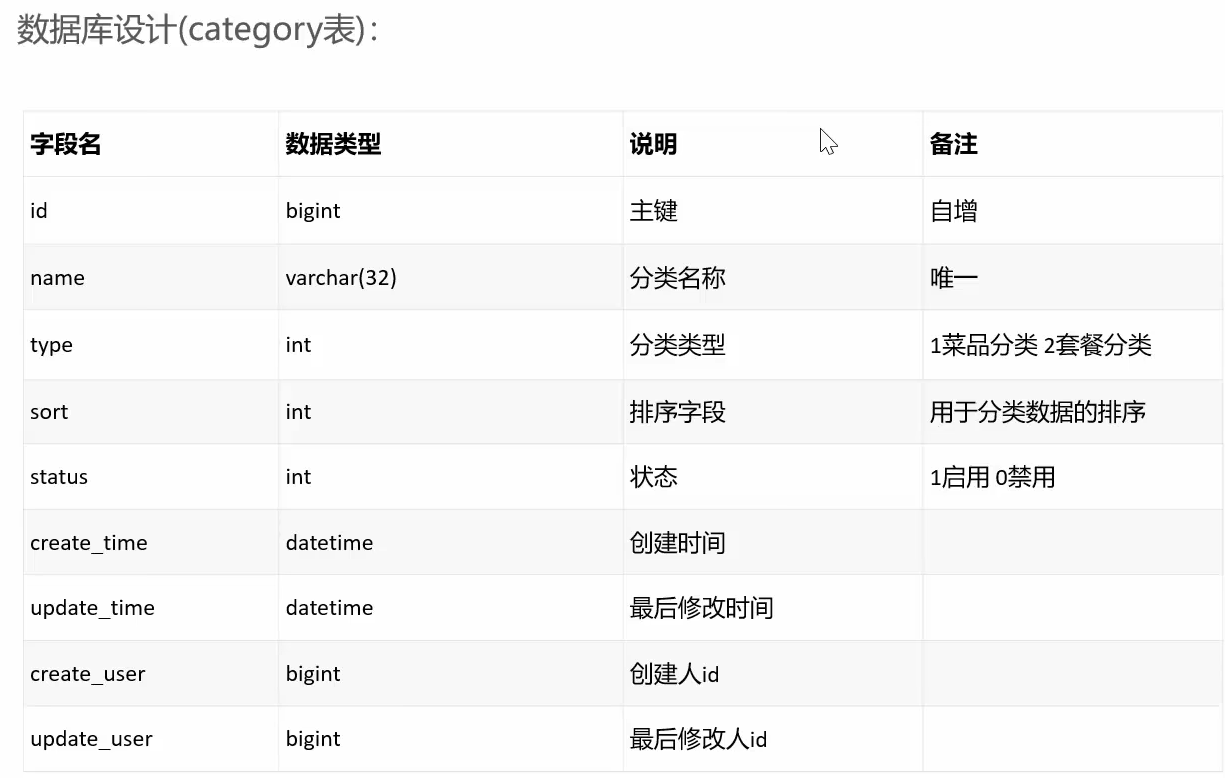 数据库设计(category表)：
字段名 数据类型 说明 备注
id bigint 主键 自增
name varchar(32) 分类名称 唯一
type int 分类类型 1菜品分类 2套餐分类
sort int 排序字段 用于分类数据的排序
status int 状态 1启用 0禁用
create_time datetime 创建时间
update_time datetime 最后修改时间
create_user bigint 创建人id
update_user bigint 最后修改人id